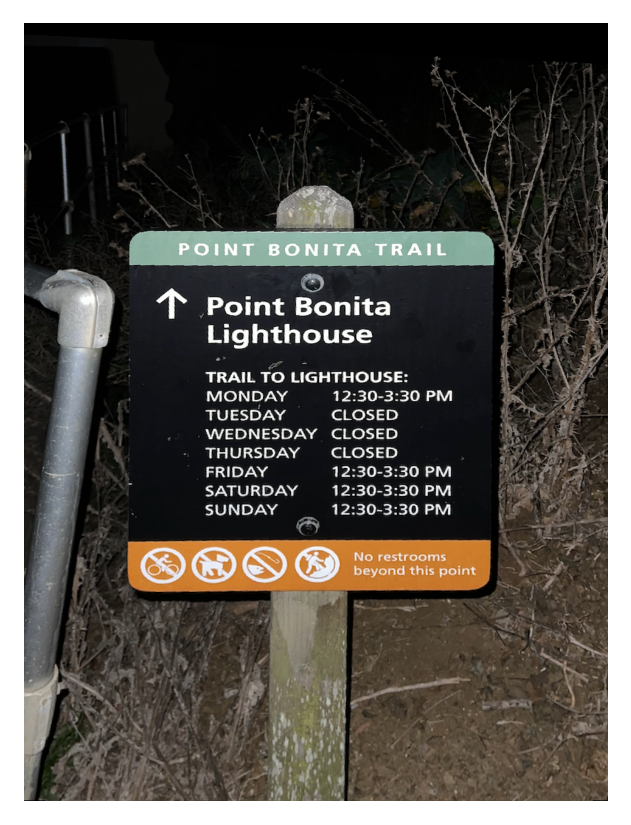 POINT BONITA TRAIL
↑ Point Bonita
Lighthouse
TRAIL TO LIGHTHOUSE:
MONDAY 12:30-3:30 PM
TUESDAY CLOSED
WEDNESDAY CLOSED
THURSDAY CLOSED
FRIDAY 12:30-3:30 PM
SATURDAY 12:30-3:30 PM
SUNDAY 12:30-3:30 PM
No restrooms
beyond this point